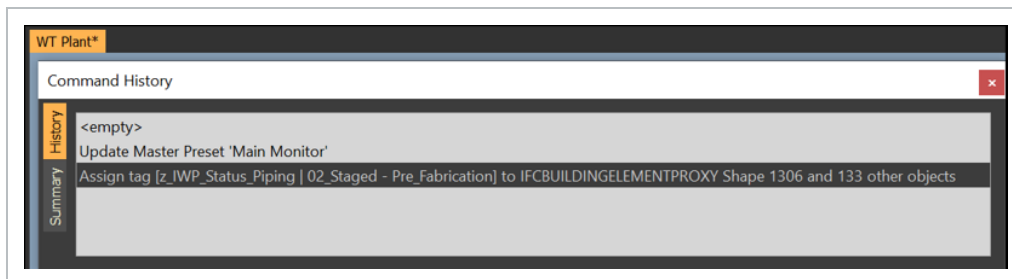 WT Plant*
Command History
History
<empty>
Update Master Preset 'Main Monitor'
Assign tag [z_IWP_Status_Piping | 02_Staged - Pre_Fabrication] to IFCBUILDINGELEMENTPROXY Shape 1306 and 133 other objects
Summary